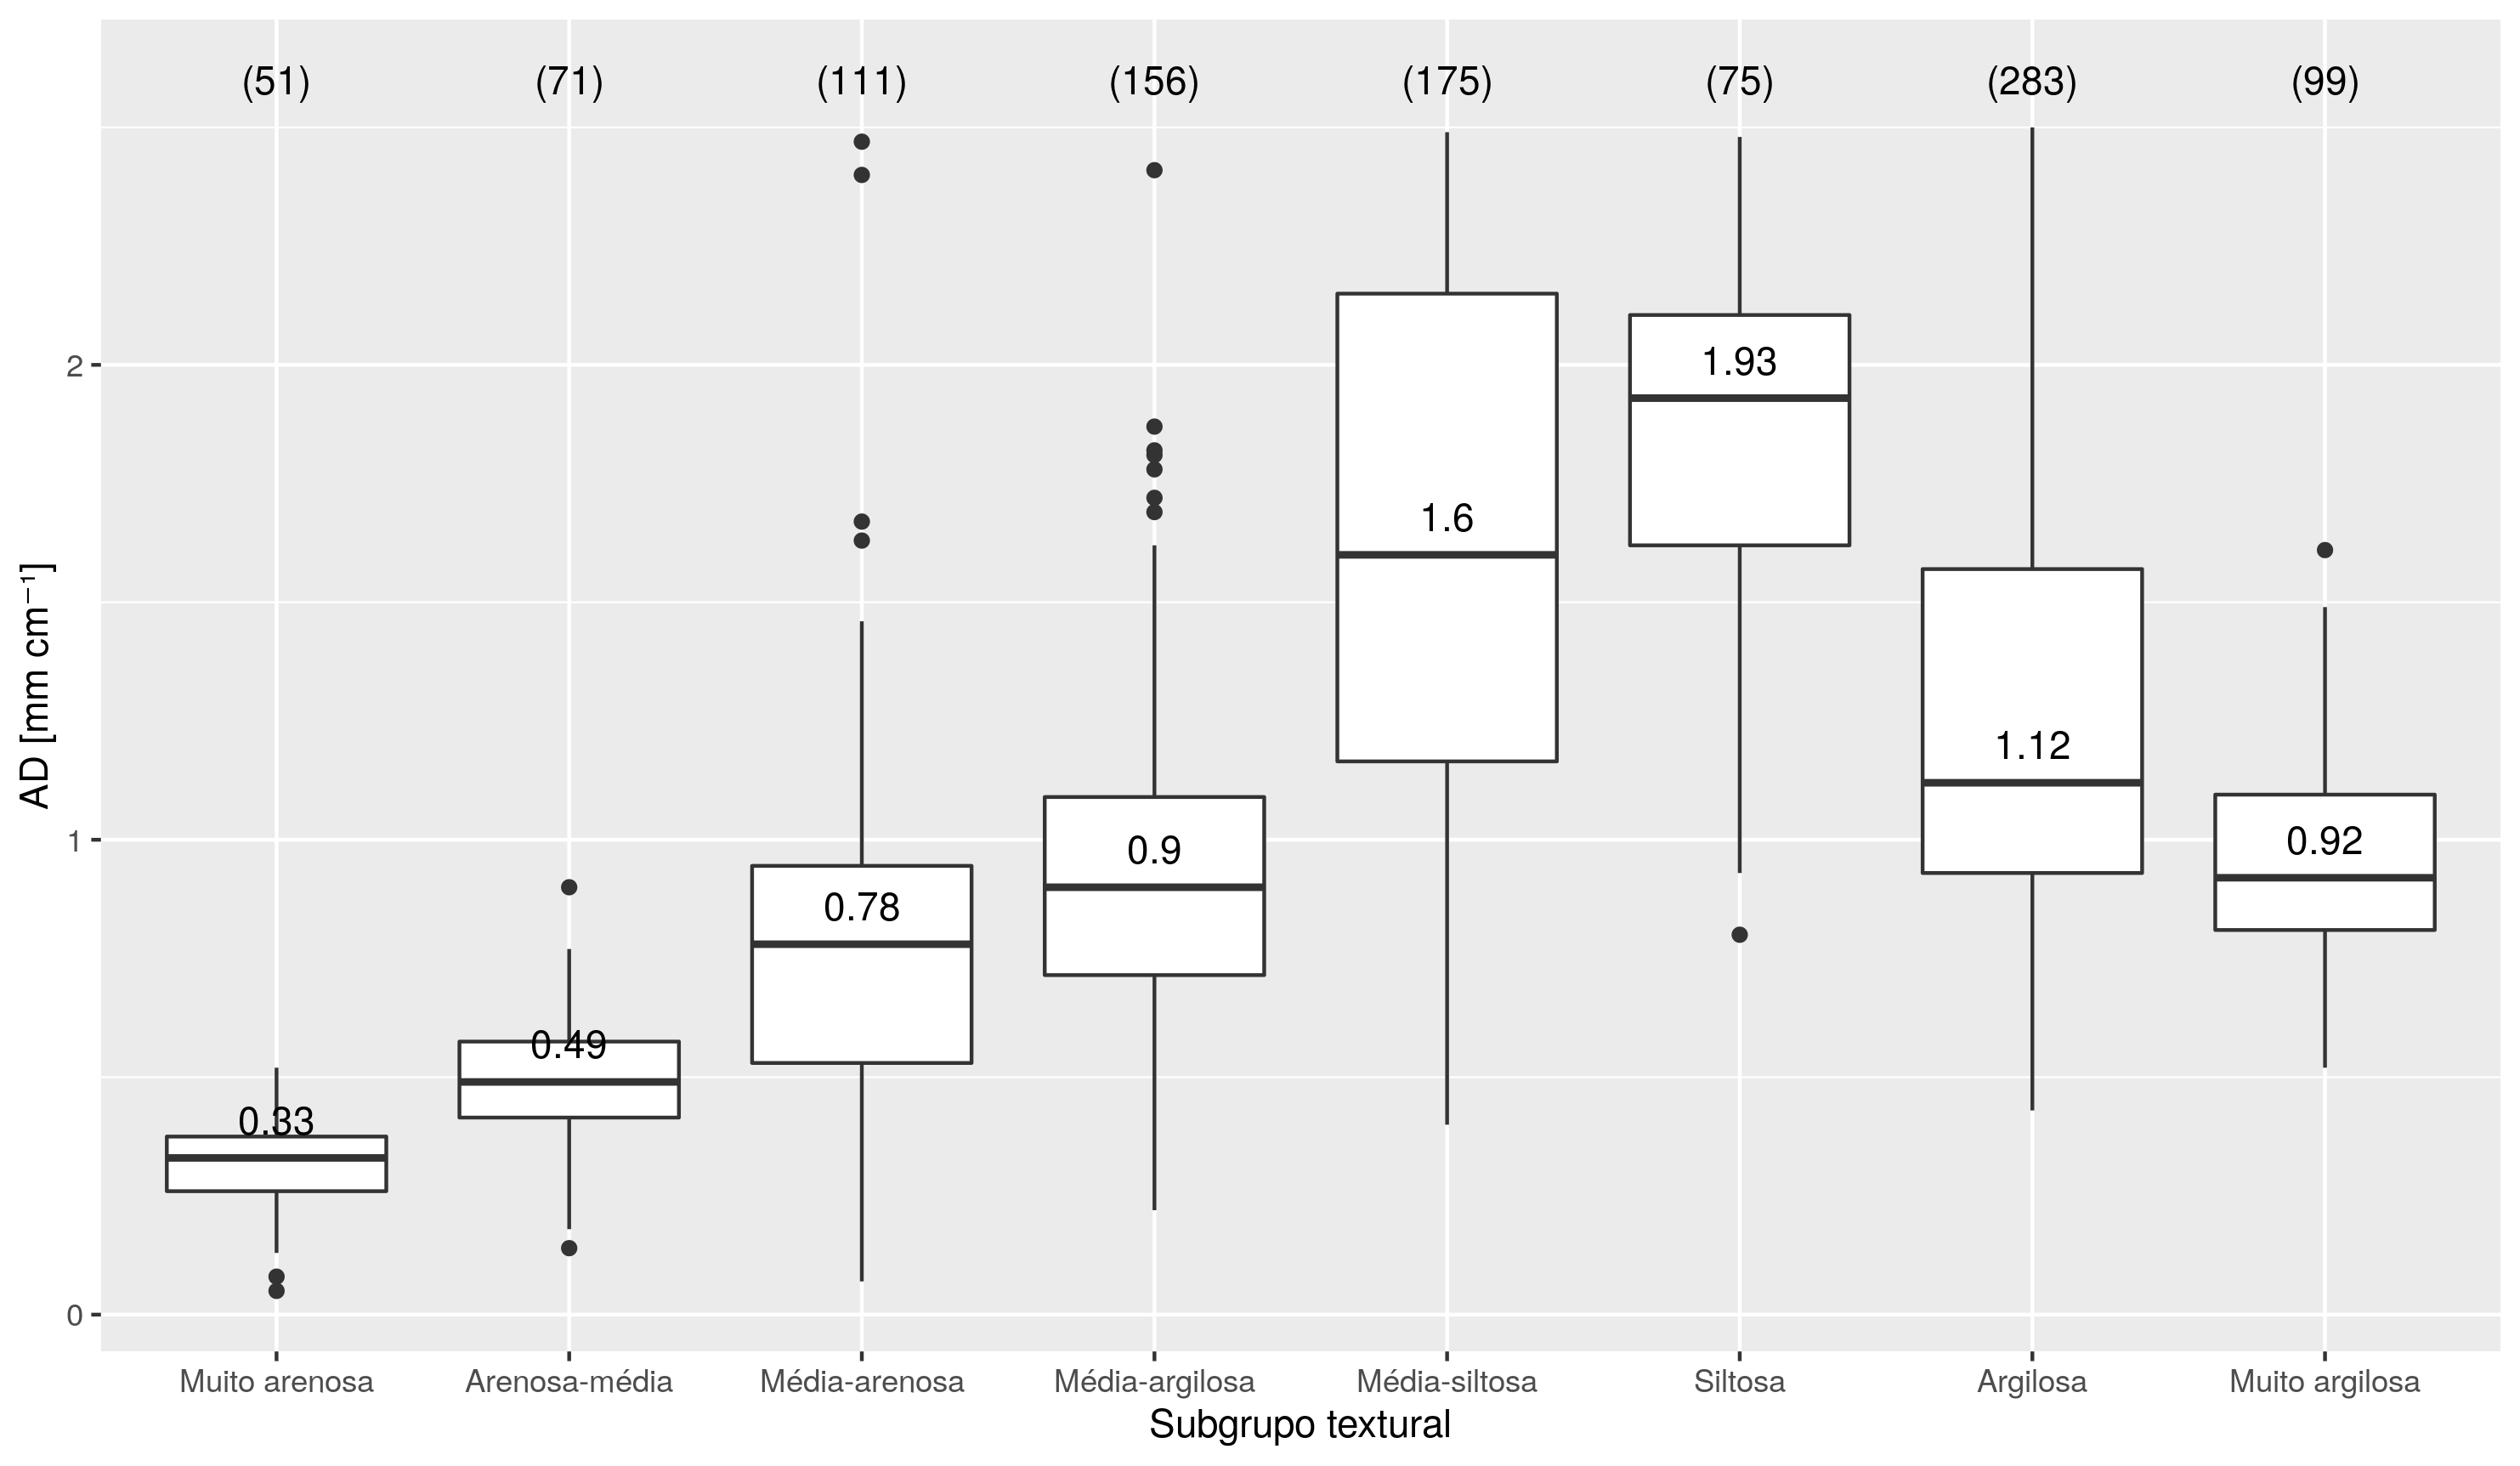 (51) (71) (111) (156) (175) (75) (283) (99)
2
1
0
AD [mm cm⁻¹]
0.33
0.49
0.78
0.9
1.6
1.93
1.12
0.92
Muito arenosa Arenosa-média Média-arenosa Média-argilosa Média-siltosa Siltosa Argilosa Muito argilosa
Subgrupo textural